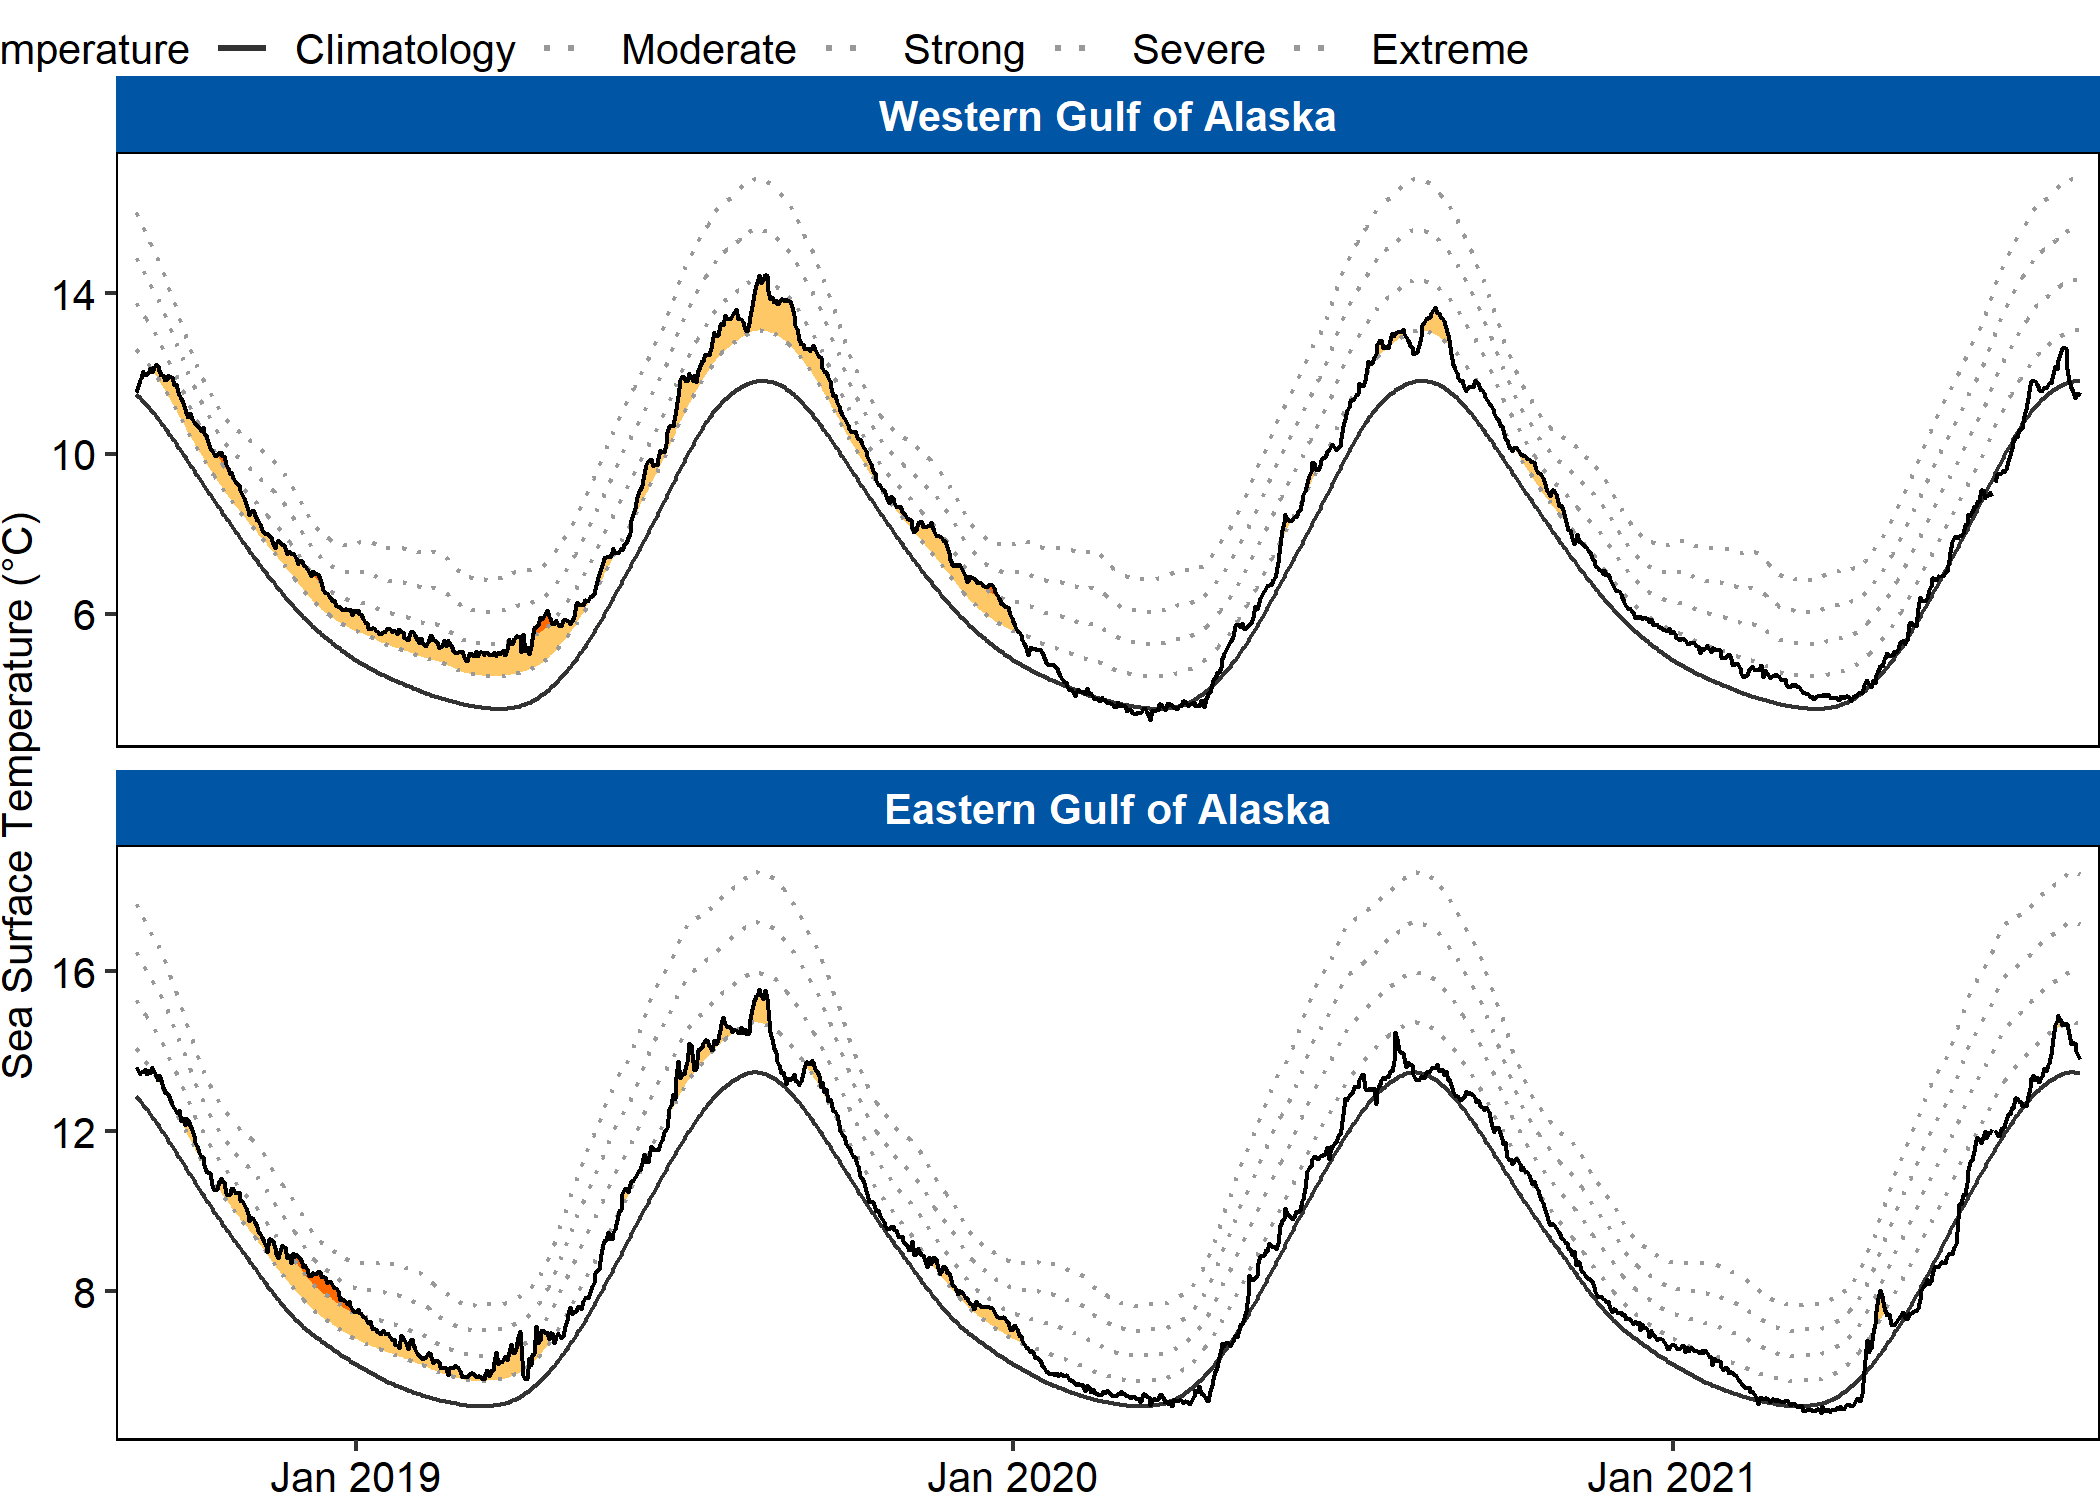 mperature Climatology Moderate Strong Severe Extreme
Western Gulf of Alaska
14
10
6
Sea Surface Temperature (°C)
Eastern Gulf of Alaska
16
12
8
Jan 2019 Jan 2020 Jan 2021